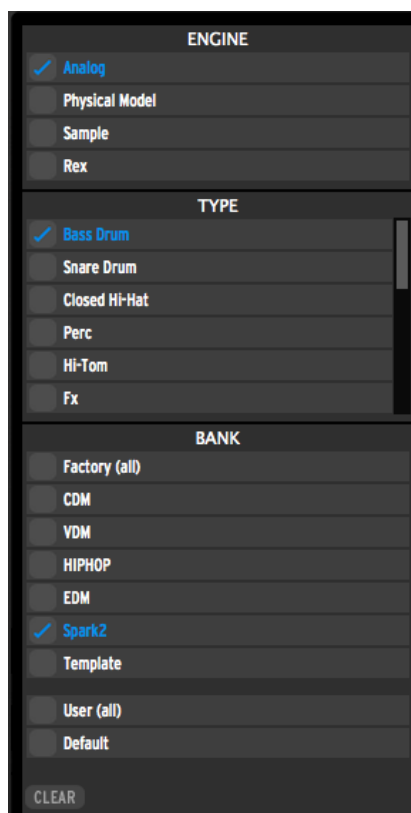 ENGINE
Analog
Physical Model
Sample
Rex
TYPE
Bass Drum
Snare Drum
Closed Hi-Hat
Perc
Hi-Tom
Fx
BANK
Factory (all)
CDM
VDM
HIPHOP
EDM
Spark2
Template
User (all)
Default
CLEAR